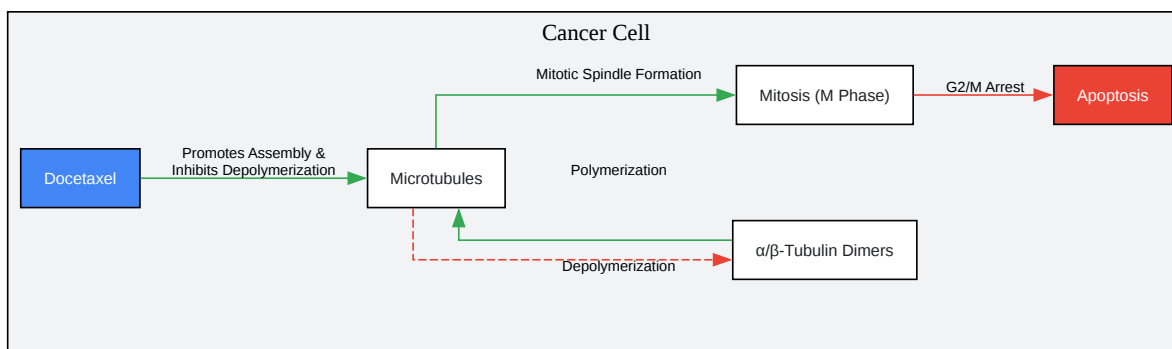 Cancer Cell
Mitotic Spindle Formation
Mitosis (M Phase)
G2/M Arrest
Apoptosis
Docetaxel
Promotes Assembly &
Inhibits Depolymerization
Microtubules
Polymerization
α/β-Tubulin Dimers
Depolymerization